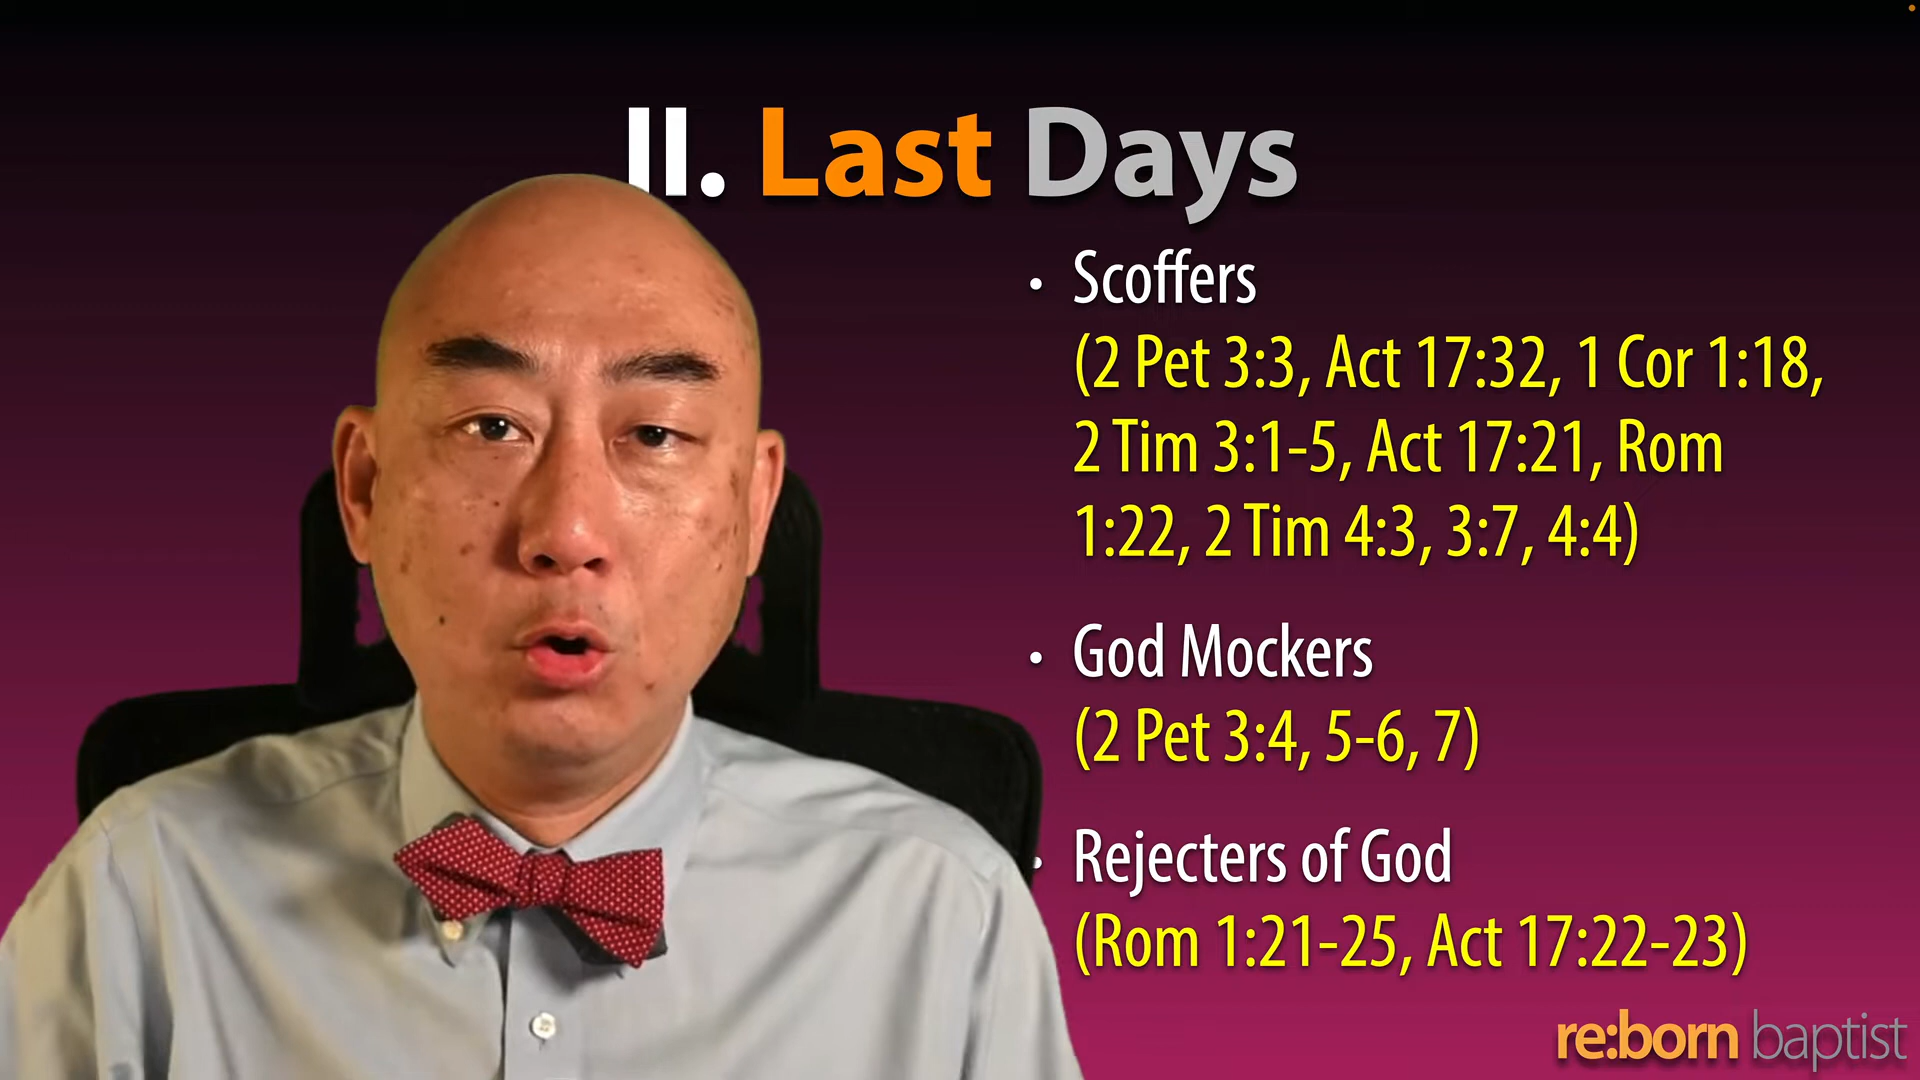 II. Last Days
• Scoffers
(2 Pet 3:3, Act 17:32, 1 Cor 1:18,
2 Tim 3:1-5, Act 17:21, Rom
1:22, 2 Tim 4:3, 3:7, 4:4)
• God Mockers
(2 Pet 3:4, 5-6, 7)
• Rejecters of God
(Rom 1:21-25, Act 17:22-23)
re:born baptist